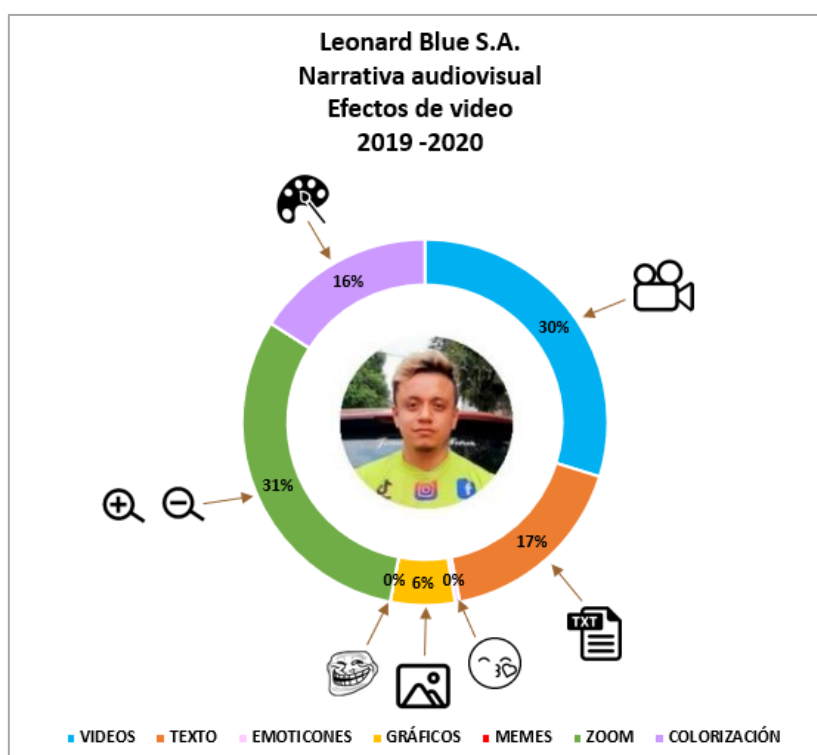 Leonard Blue S.A.
Narrativa audiovisual
Efectos de video
2019 -2020
16%
30%
31%
17%
0%
6%
0%
TXT
VIDEOS TEXTO EMOTICONES GRÁFICOS MEMES ZOOM COLORIZACIÓN